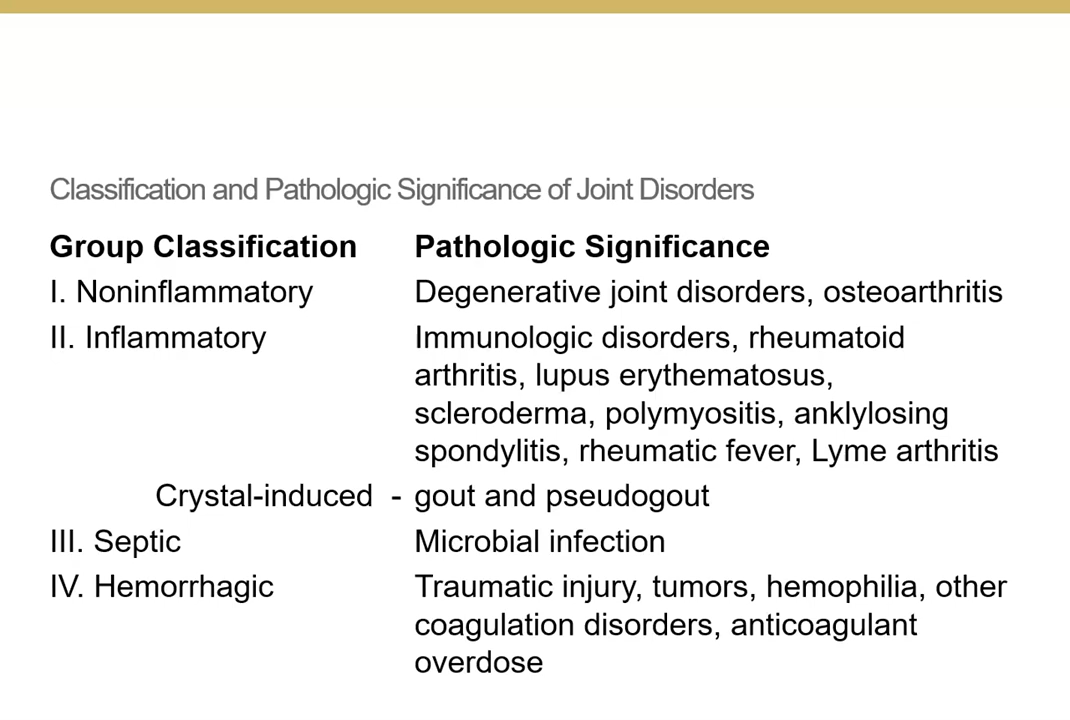 Classification and Pathologic Significance of Joint Disorders
Group Classification Pathologic Significance
I. Noninflammatory Degenerative joint disorders, osteoarthritis
II. Inflammatory Immunologic disorders, rheumatoid
arthritis, lupus erythematosus,
scleroderma, polymyositis, anklylosing
spondylitis, rheumatic fever, Lyme arthritis
Crystal-induced - gout and pseudogout
III. Septic Microbial infection
IV. Hemorrhagic Traumatic injury, tumors, hemophilia, other
coagulation disorders, anticoagulant
overdose